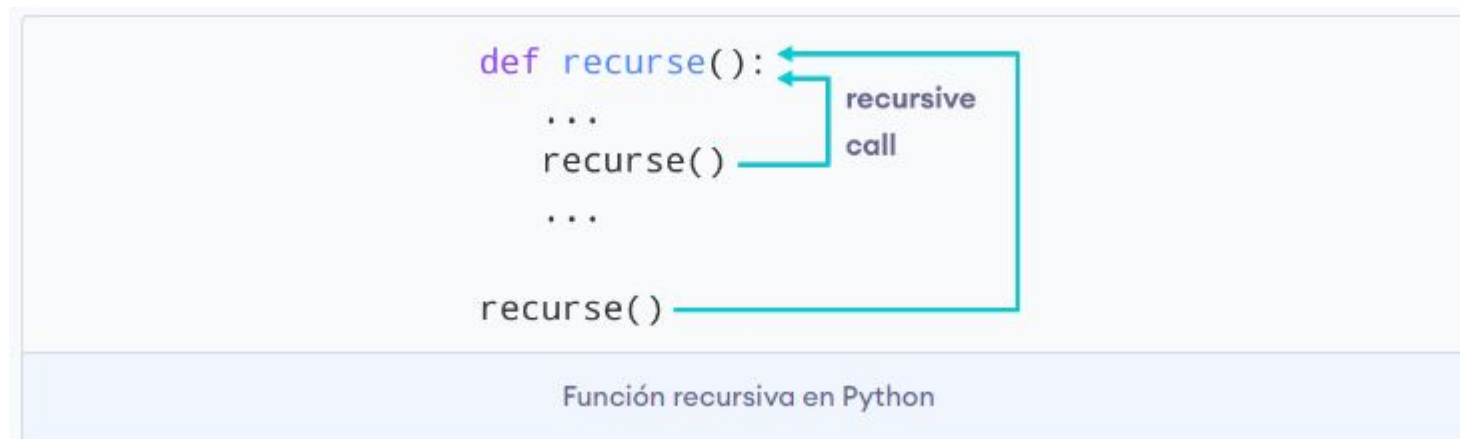 def recurse():
...
recurse()
...
recursive
call
recurse()
Función recursiva en Python